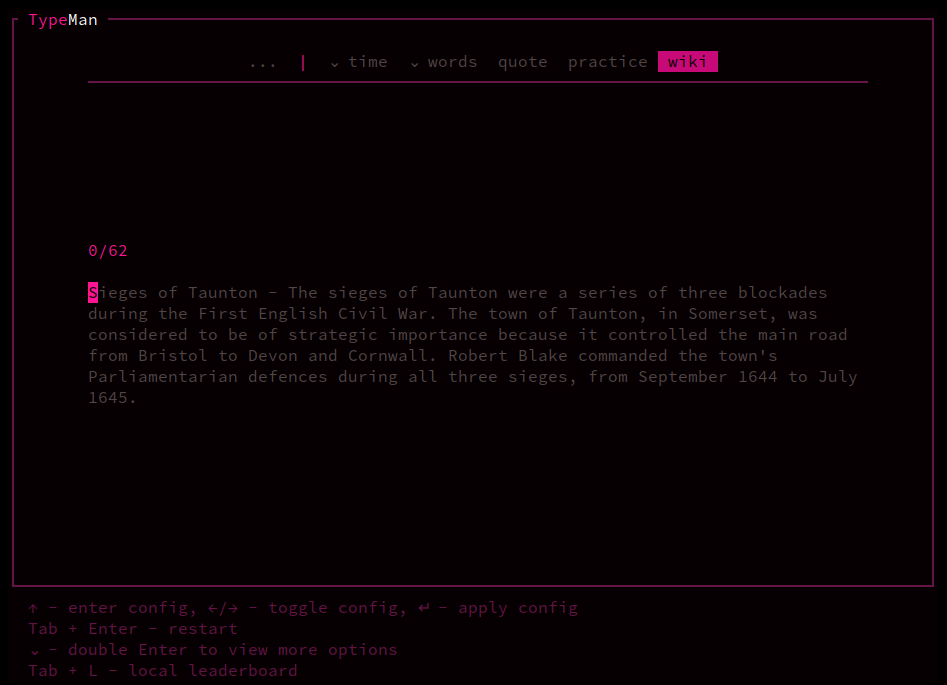 TypeMan
... | ⌄ time ⌄ words quote practice wiki
0/62
Sieges of Taunton - The sieges of Taunton were a series of three blockades
during the First English Civil War. The town of Taunton, in Somerset, was
considered to be of strategic importance because it controlled the main road
from Bristol to Devon and Cornwall. Robert Blake commanded the town's
Parliamentarian defences during all three sieges, from September 1644 to July
1645.
↑ - enter config, ←/→ - toggle config, ↵ - apply config
Tab + Enter - restart
⌄ - double Enter to view more options
Tab + L - local leaderboard